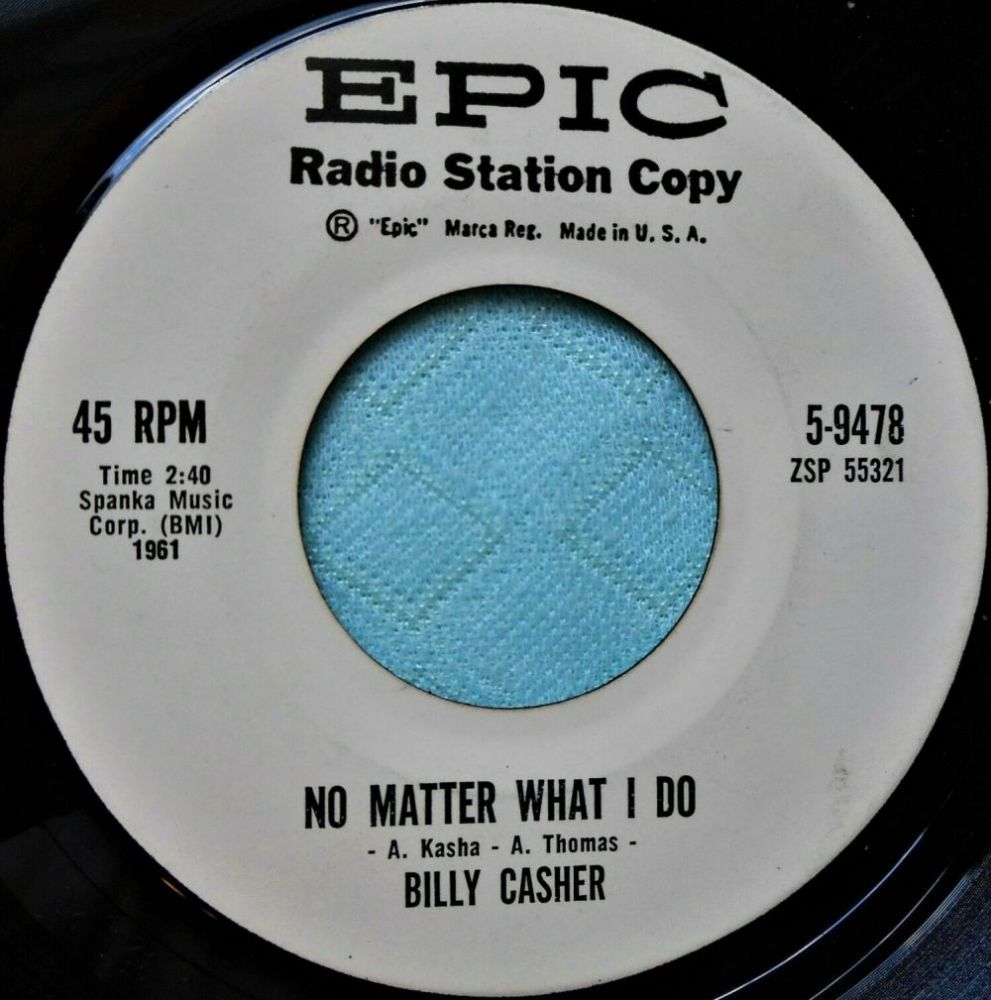 EPIC
Radio Station Copy
® "Epic" Marca Reg. Made in U. S. A.
45 RPM
Time 2:40
Spanka Music
Corp. (BMI)
1961
5-9478
ZSP 55321
NO MATTER WHAT I DO
- A. Kasha - A. Thomas -
BILLY CASHER